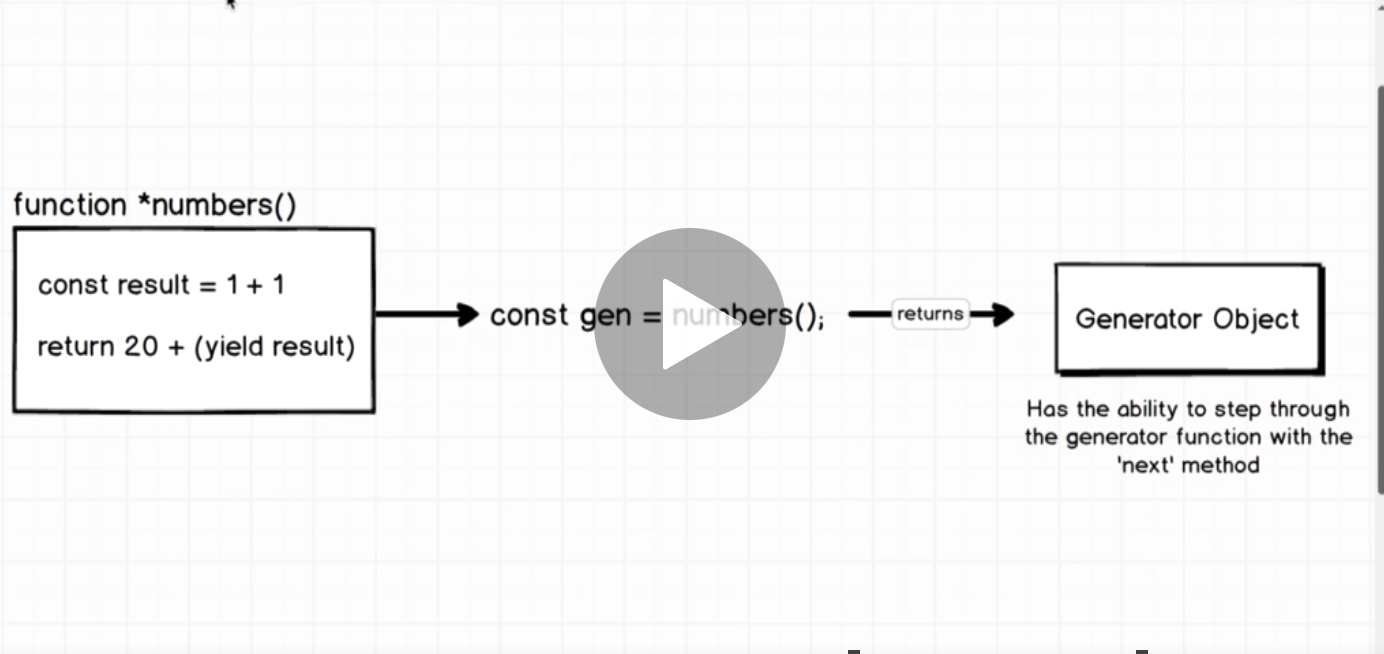 function *numbers()
const result = 1 + 1
return 20 + (yield result)
const gen = numbers();
returns
Generator Object
Has the ability to step through
the generator function with the
'next' method